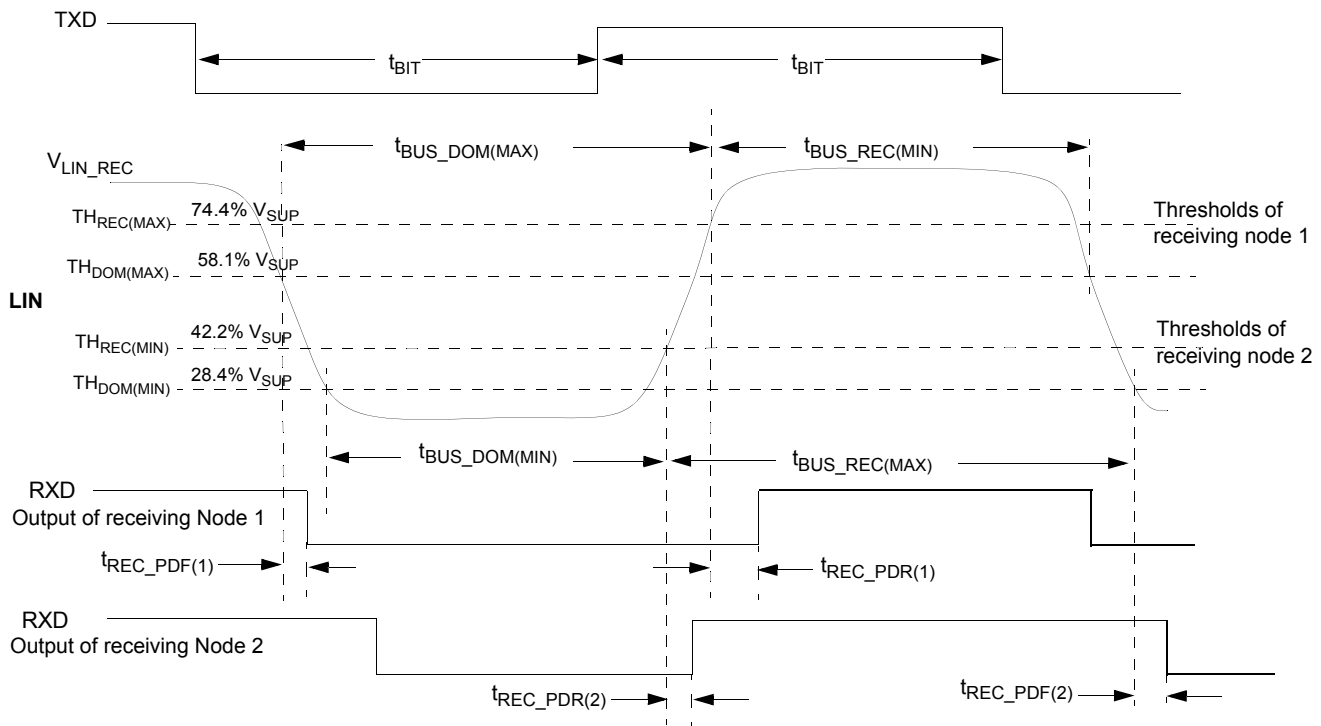 TXD
tBIT
tBIT
tBUS_DOM(MAX)
tBUS_REC(MIN)
VLIN_REC
THREC(MAX)
74.4% VSUP
Thresholds of
receiving node 1
THDOM(MAX)
58.1% VSUP
LIN
THREC(MIN)
42.2% VSUP
Thresholds of
receiving node 2
THDOM(MIN)
28.4% VSUP
tBUS_DOM(MIN)
tBUS_REC(MAX)
RXD
Output of receiving Node 1
tREC_PDF(1)
tREC_PDR(1)
RXD
Output of receiving Node 2
tREC_PDR(2)
tREC_PDF(2)